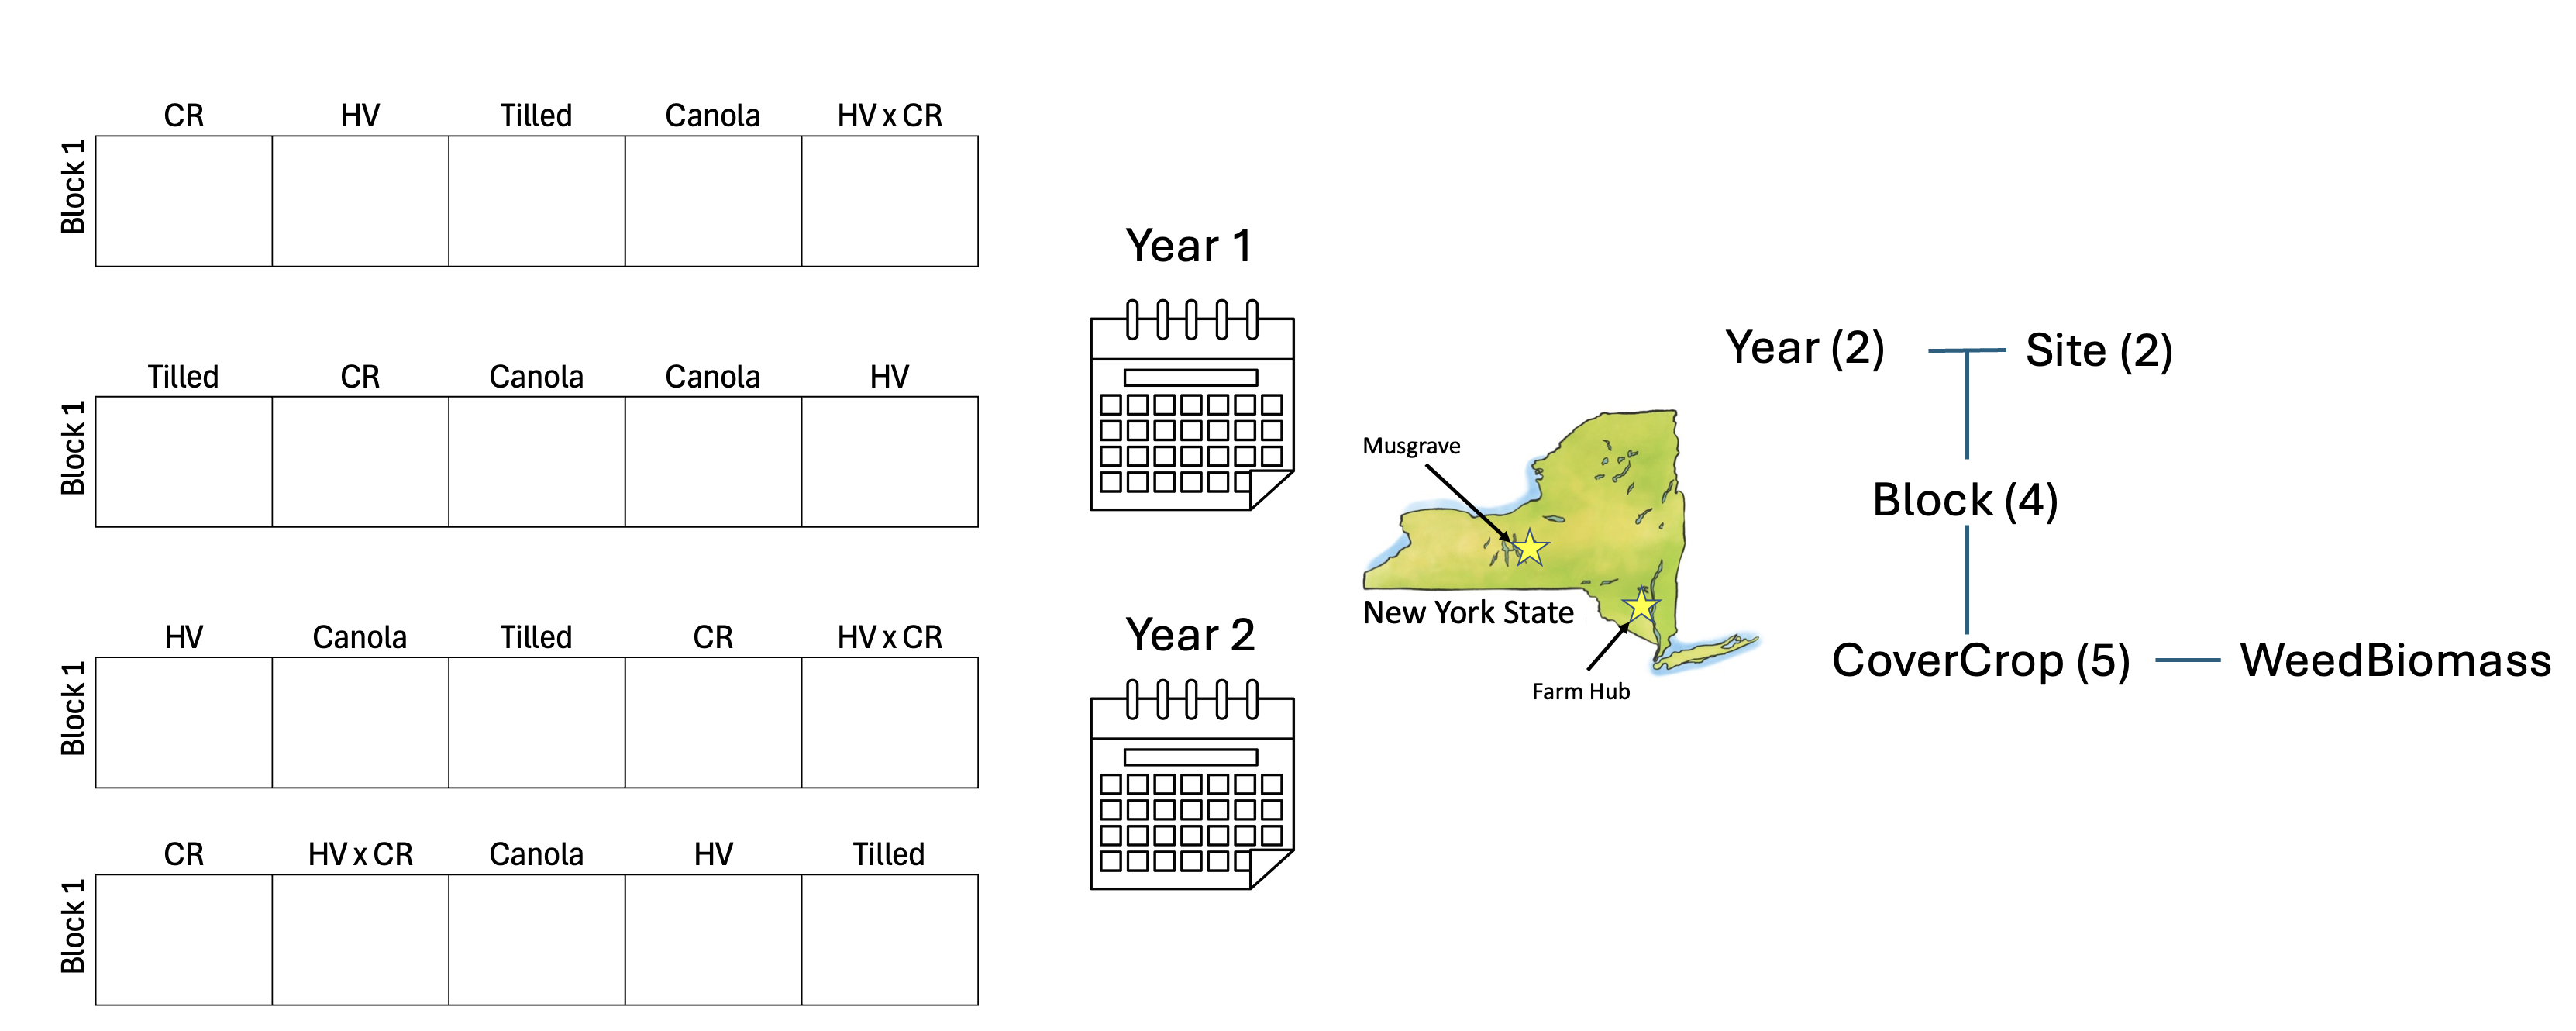 CR HV Tilled Canola HV x CR
Block 1
Tilled CR Canola Canola HV
Block 1
HV Canola Tilled CR HV x CR
Block 1
CR HV x CR Canola HV Tilled
Block 1
Year 1
Year 2
Musgrave
New York State
Farm Hub
Year (2) Site (2)
Block (4)
CoverCrop (5) WeedBiomass